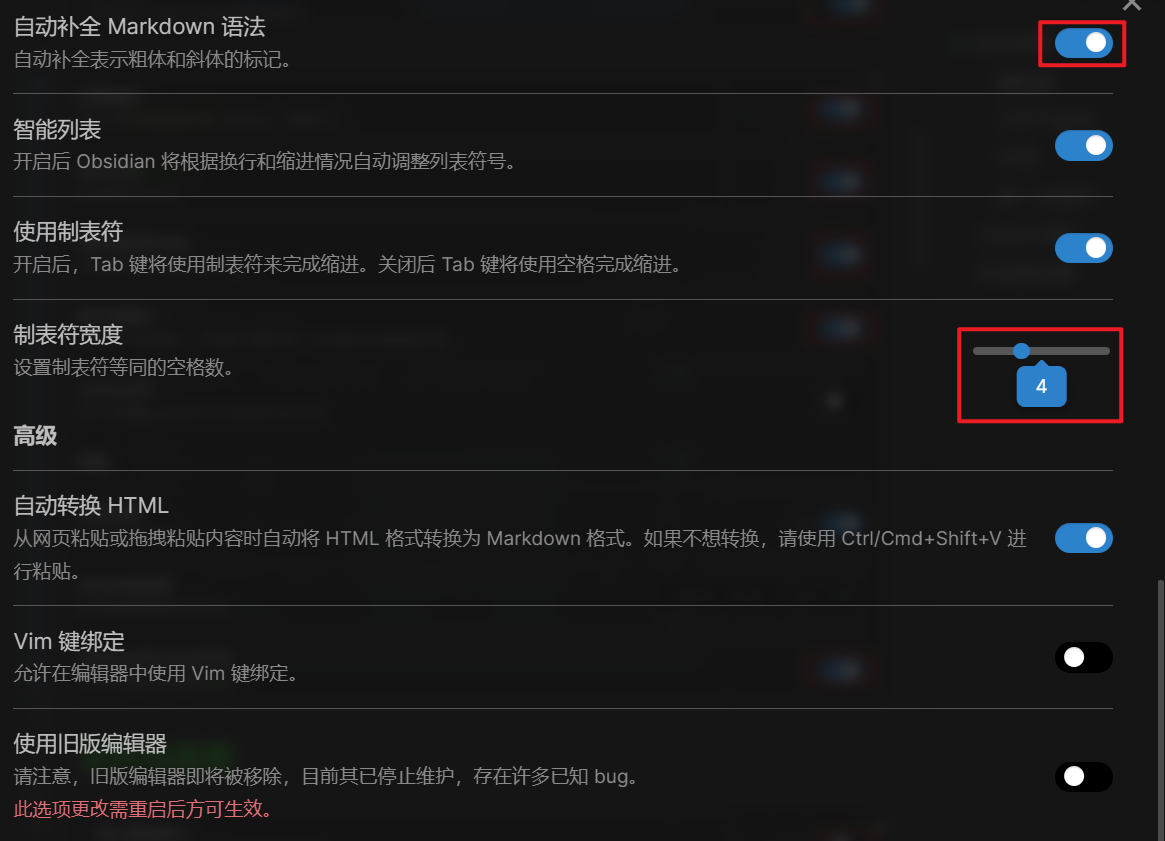 自动补全 Markdown 语法
自动补全表示粗体和斜体的标记。
智能列表
开启后 Obsidian 将根据换行和缩进情况自动调整列表符号。
使用制表符
开启后，Tab 键将使用制表符来完成缩进。关闭后 Tab 键将使用空格完成缩进。
制表符宽度
设置制表符等同的空格数。
4
高级
自动转换 HTML
从网页粘贴或拖拽粘贴内容时自动将 HTML 格式转换为 Markdown 格式。如果不想转换，请使用 Ctrl/Cmd+Shift+V 进
行粘贴。
Vim 键绑定
允许在编辑器中使用 Vim 键绑定。
使用旧版编辑器
请注意，旧版编辑器即将被移除，目前其已停止维护，存在许多已知 bug。
此选项更改需重启后方可生效。